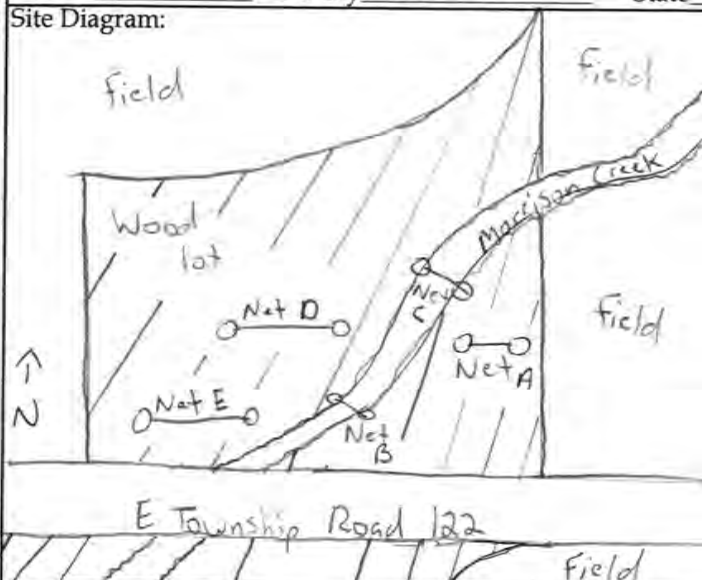 Site Diagram:
field
field
Morrison Creek
Wood
lot
Net
C
Net D
field
Net A
N
Net E
Net
B
E Township Road 122
Field